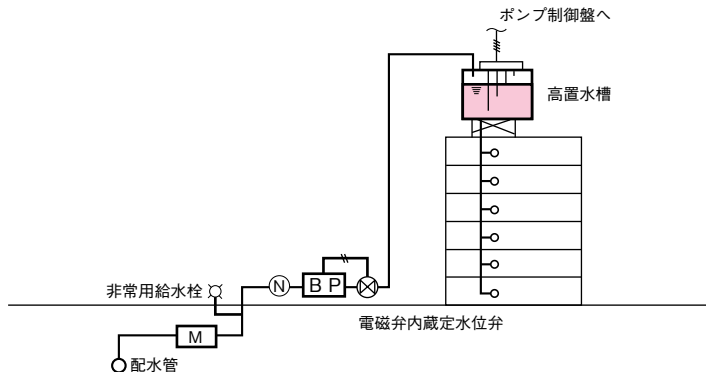 ポンプ制御盤へ
高置水槽
非常用給水栓
N
B P
電磁弁内蔵定水位弁
M
配水管